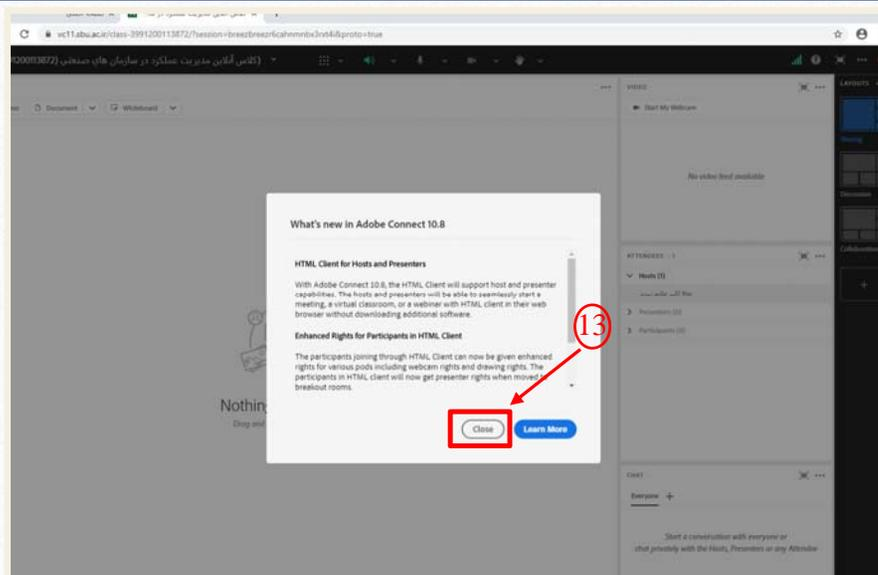 vc11.abu.ac.ir/class-3991200113872/?session=
(کلاس آنلاین مدیریت عملکرد در سازمان های صنعتی
LAYOUTS
Document
Whiteboard
VIDEO
Start My Webcam
No video feed available
Sharing
Discussion
Collaboration
What's new in Adobe Connect 10.8
HTML Client for Hosts and Presenters
With Adobe Connect 10.8, the HTML Client will support host and presenter
capabilities. The hosts and presenters will be able to seamlessly start a
meeting, a virtual classroom, or a webinar with HTML client in their web
browser without downloading additional software.
Enhanced Rights for Participants in HTML Client
The participants joining through HTML Client can now be given enhanced
rights for various pods including webcam rights and drawing rights. The
participants in HTML client will now get presenter rights when moved to
breakout rooms.
13
Close
Learn More
ATTENDEES (1)
Hosts (1)
Presenters (0)
Participants (0)
Nothin
Drag and
CHAT
Everyone
Start a conversation with everyone or
chat privately with the Hosts, Presenters or any Attendee